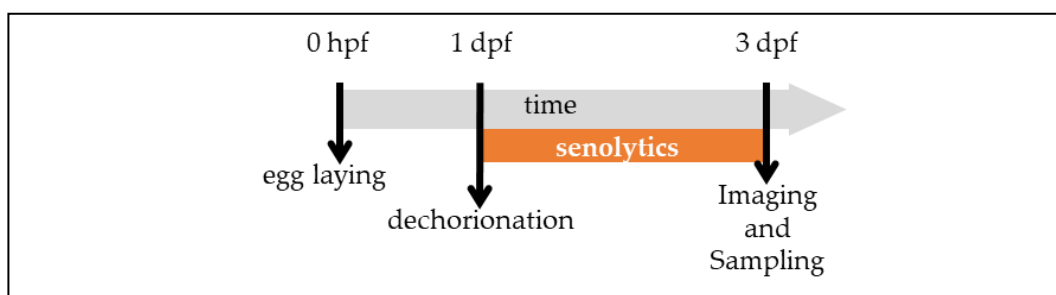 0 hpf 1 dpf 3 dpf
time
senolytics
egg laying
dechorionation
Imaging
and
Sampling